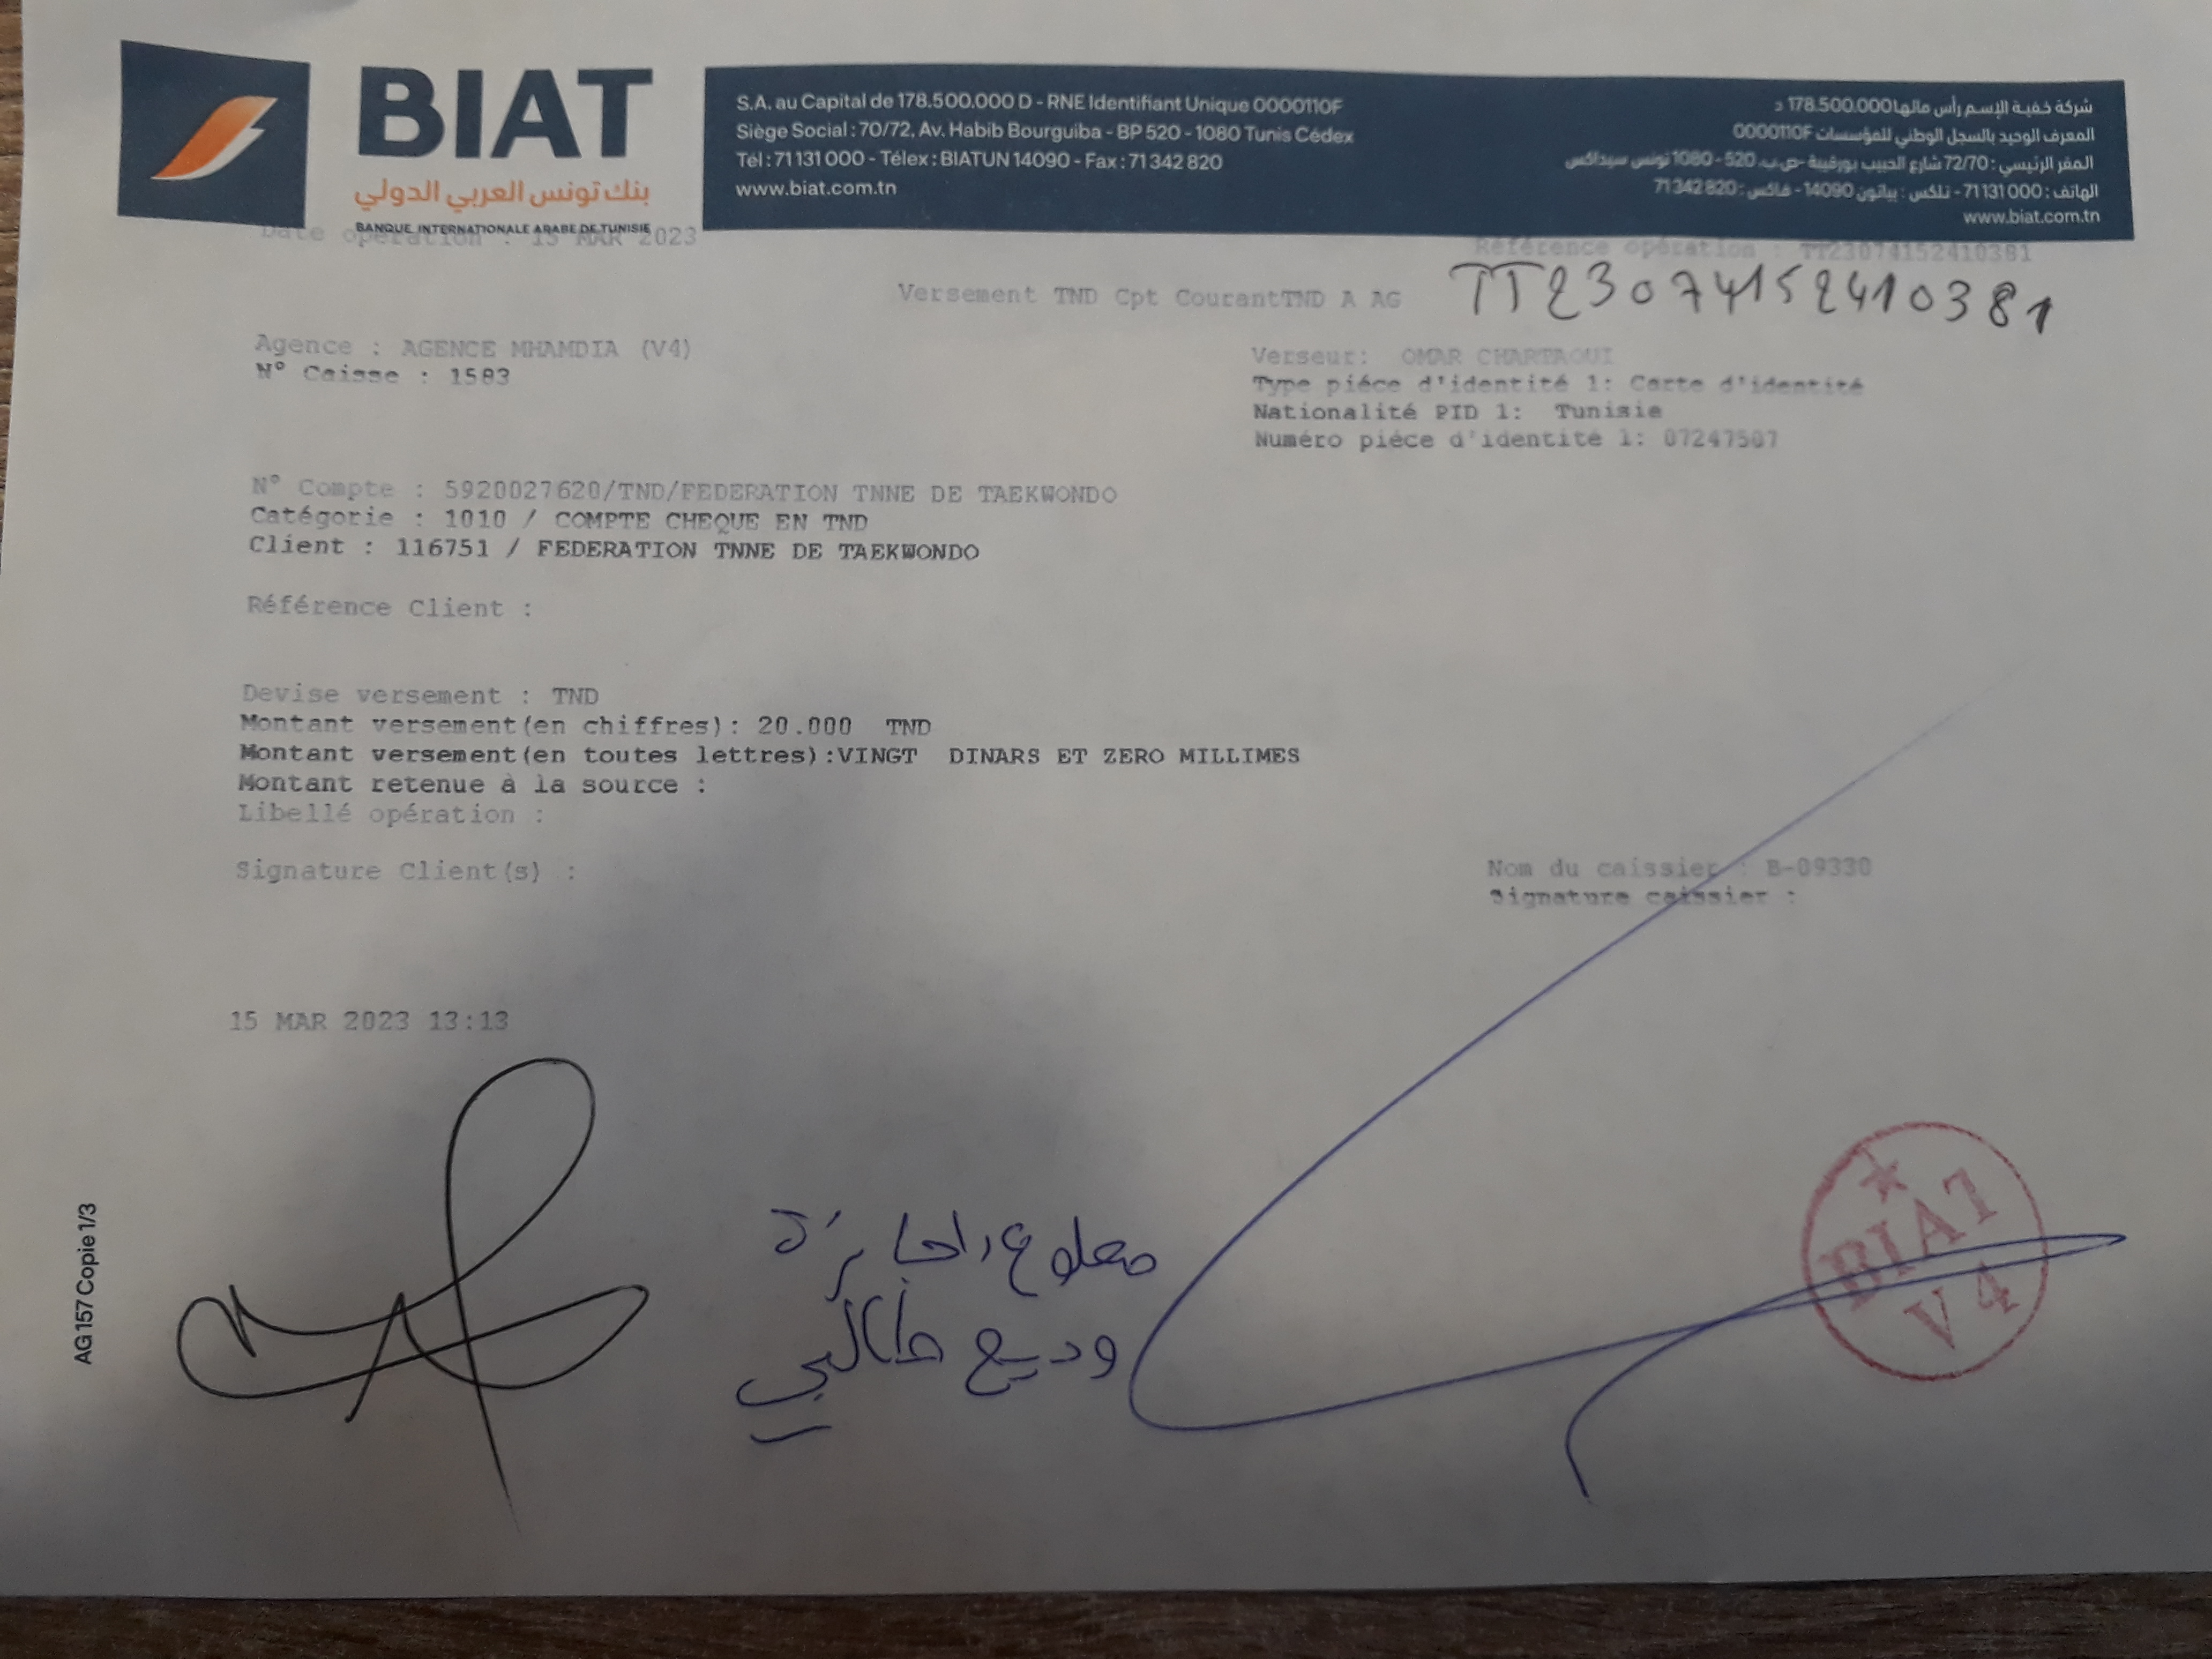 BIAT
بنك تونس العربي الدولي
BANQUE INTERNATIONALE ARABE DE TUNISIE
S.A. au Capital de 178.500.000 D - RNE Identifiant Unique 0000110F
Siège Social : 70/72, Av. Habib Bourguiba - BP 520 - 1080 Tunis Cédex
Tél : 71 131 000 - Télex : BIATUN 14090 - Fax : 71 342 820
www.biat.com.tn
شركة خفية الإسم رأس مالها 178.500.000 د
المعرف الوحيد بالسجل الوطني للمؤسسات 0000110F
المقر الرئيسي : 72/70 شارع الحبيب بورقيبة -ص.ب. 520 - 1080 تونس سيداكس
الهاتف : 71 131 000 - تلكس : بياتون 14090 - فاكس : 71 342 820
www.biat.com.tn
Date opération : 15 MAR 2023
Référence opération : TT23074152410381
Versement TND Cpt CourantTND A AG
TT23074152410381
Agence : AGENCE MHAMDIA (V4)
N° Caisse : 1583
Verseur: OMAR CHARTAOUI
Type piéce d'identité 1: Carte d'identité
Nationalité PID 1: Tunisie
Numéro piéce d'identité 1: 07247507
N° Compte : 5920027620/TND/FEDERATION TNNE DE TAEKWONDO
Catégorie : 1010 / COMPTE CHEQUE EN TND
Client : 116751 / FEDERATION TNNE DE TAEKWONDO
Référence Client :
Devise versement : TND
Montant versement(en chiffres): 20.000 TND
Montant versement(en toutes lettres):VINGT DINARS ET ZERO MILLIMES
Montant retenue à la source :
Libellé opération :
Signature Client(s) :
Nom du caissier : B-09330
Signature caissier :
15 MAR 2023 13:13
معلوم اجازة
وديع طالبي
BIAT
V4
AG 157 Copie 1/3